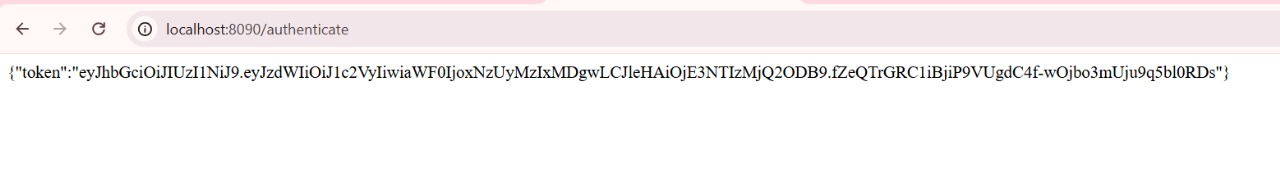 localhost:8090/authenticate
{"token":"eyJhbGciOiJIUzI1NiJ9.eyJzdWIiOiJ1c2VyIiwiaWF0IjoxNzUyMzIxMDgwLCJleHAiOjE3NTIzMjQ2ODB9.fZeQTrGRC1iBjiP9VUgdC4f-wOjbo3mUju9q5bl0RDs"}